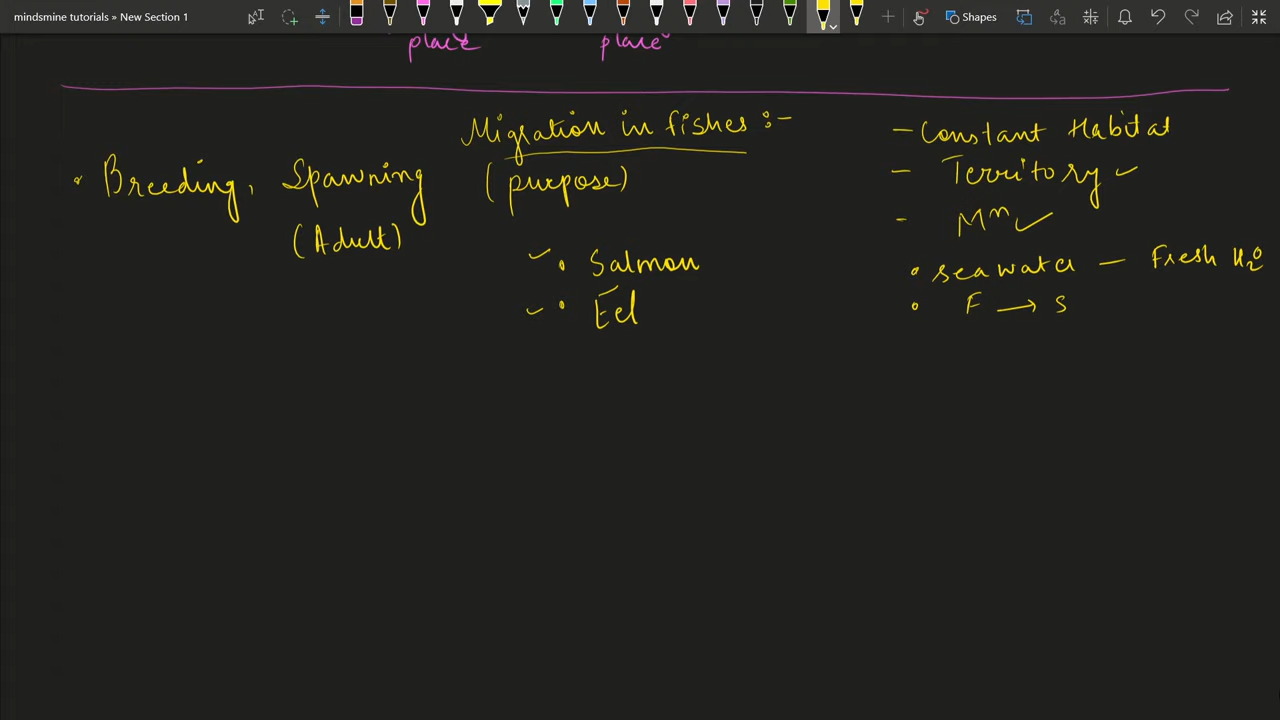 mindsmine tutorials » New Section 1
Shapes
place place
Migration in fishes :-
(purpose)
• Breeding, Spawning
(Adult)
• Salmon
• Eel
- Constant Habitat
- Territory ✓
- Mⁿ ✓
• seawater - Fresh H₂O
• F → S